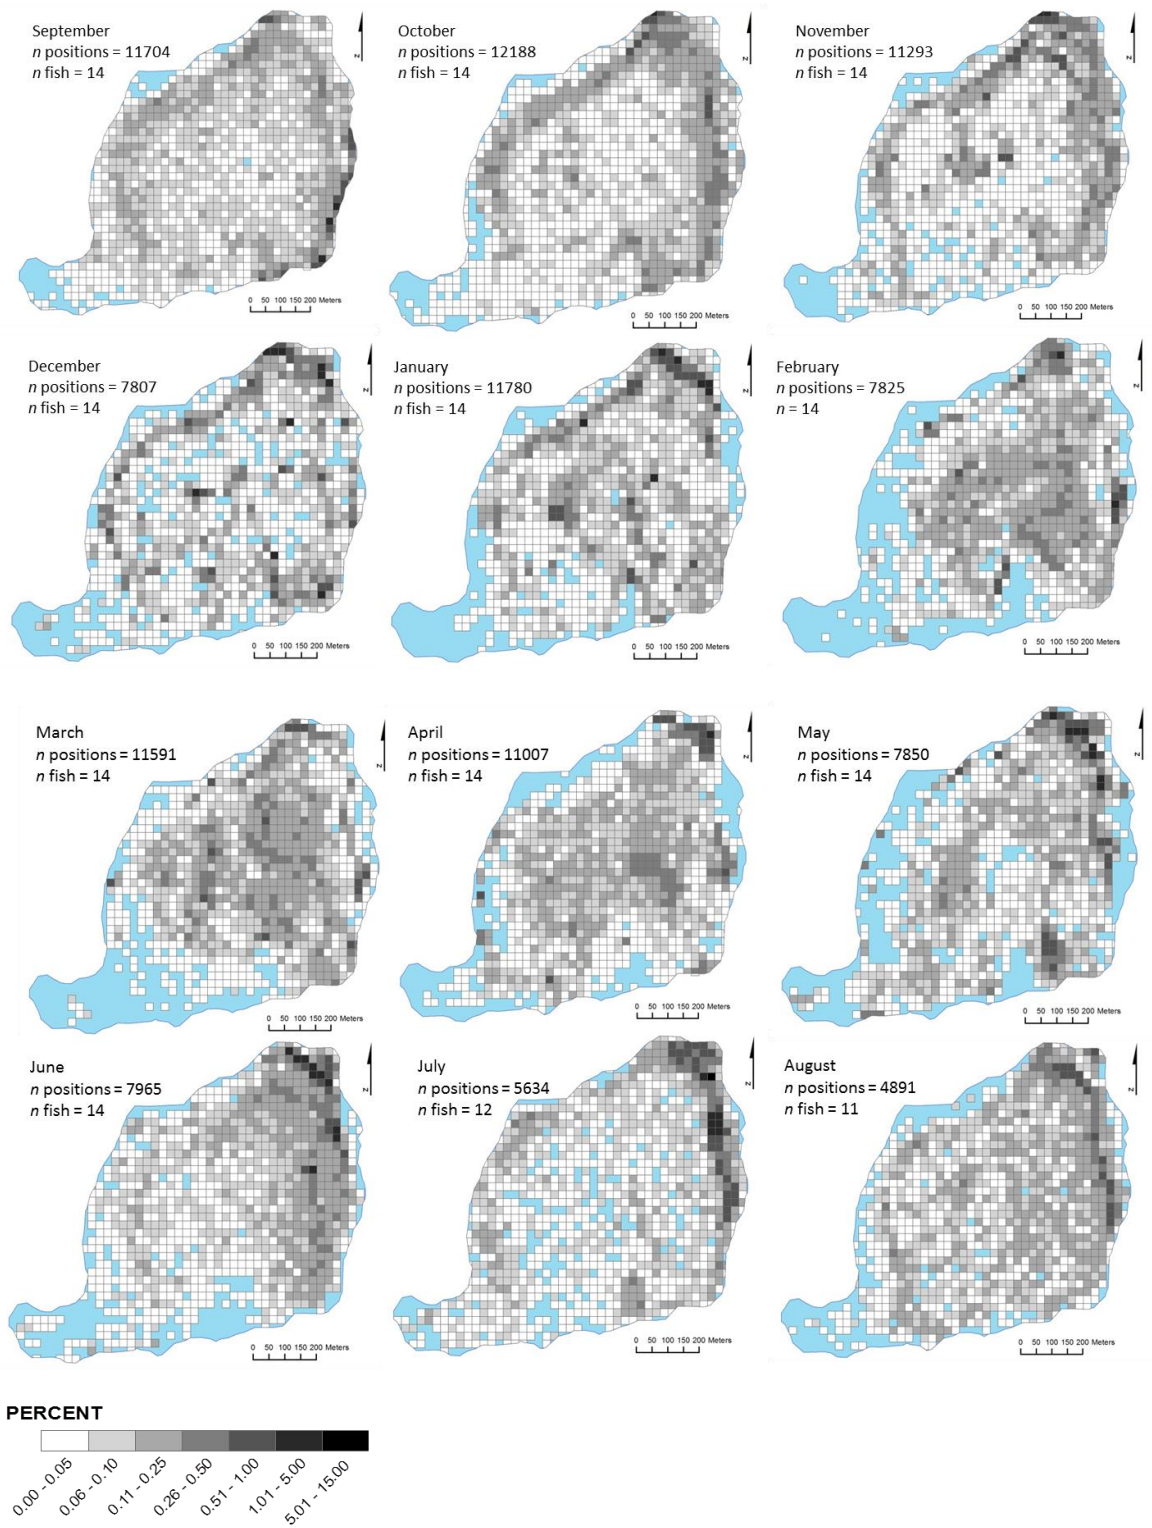 September
n positions = 11704
n fish = 14
N
0 50 100 150 200 Meters
October
n positions = 12188
n fish = 14
N
0 50 100 150 200 Meters
November
n positions = 11293
n fish = 14
N
0 50 100 150 200 Meters
December
n positions = 7807
n fish = 14
N
0 50 100 150 200 Meters
January
n positions = 11780
n fish = 14
N
0 50 100 150 200 Meters
February
n positions = 7825
n = 14
N
0 50 100 150 200 Meters
March
n positions = 11591
n fish = 14
N
0 50 100 150 200 Meters
April
n positions = 11007
n fish = 14
N
0 50 100 150 200 Meters
May
n positions = 7850
n fish = 14
N
0 50 100 150 200 Meters
June
n positions = 7965
n fish = 14
N
0 50 100 150 200 Meters
July
n positions = 5634
n fish = 12
N
0 50 100 150 200 Meters
August
n positions = 4891
n fish = 11
N
0 50 100 150 200 Meters
PERCENT
0.00 - 0.05
0.06 - 0.10
0.11 - 0.25
0.26 - 0.50
0.51 - 1.00
1.01 - 5.00
5.01 - 15.00